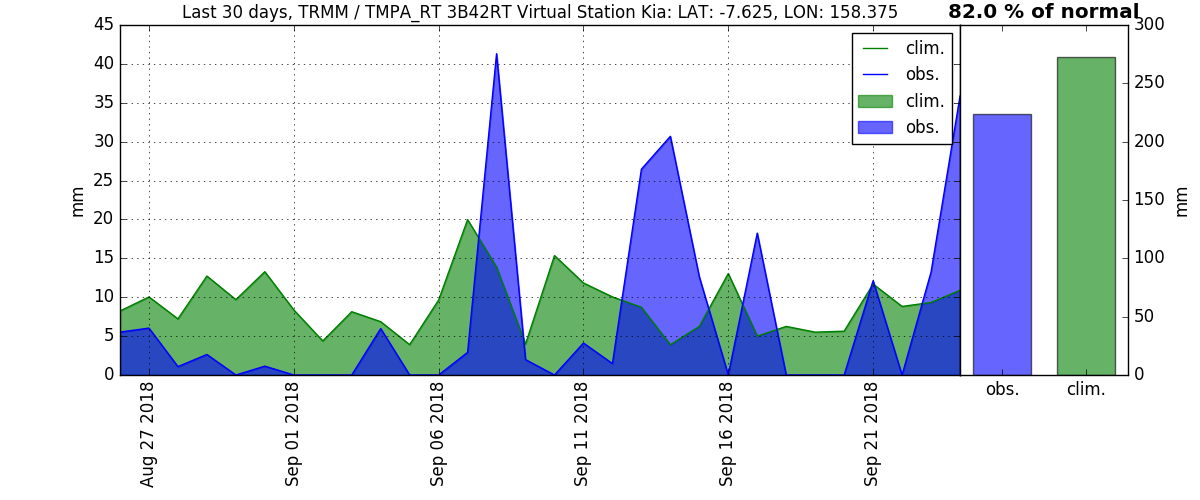 Last 30 days, TRMM / TMPA_RT 3B42RT Virtual Station Kia: LAT: -7.625, LON: 158.375
82.0 % of normal
45
40
35
30
25
20
15
10
5
0
mm
clim.
obs.
clim.
obs.
Aug 27 2018
Sep 01 2018
Sep 06 2018
Sep 11 2018
Sep 16 2018
Sep 21 2018
300
250
200
150
100
50
0
mm
obs.
clim.